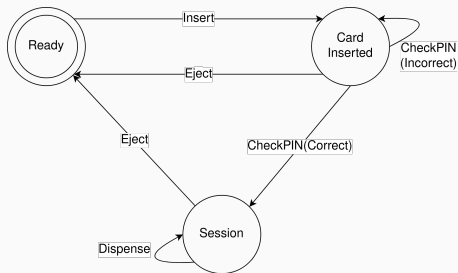 Insert
Ready
Card
Inserted
CheckPIN
(Incorrect)
Eject
Eject
CheckPIN(Correct)
Session
Dispense